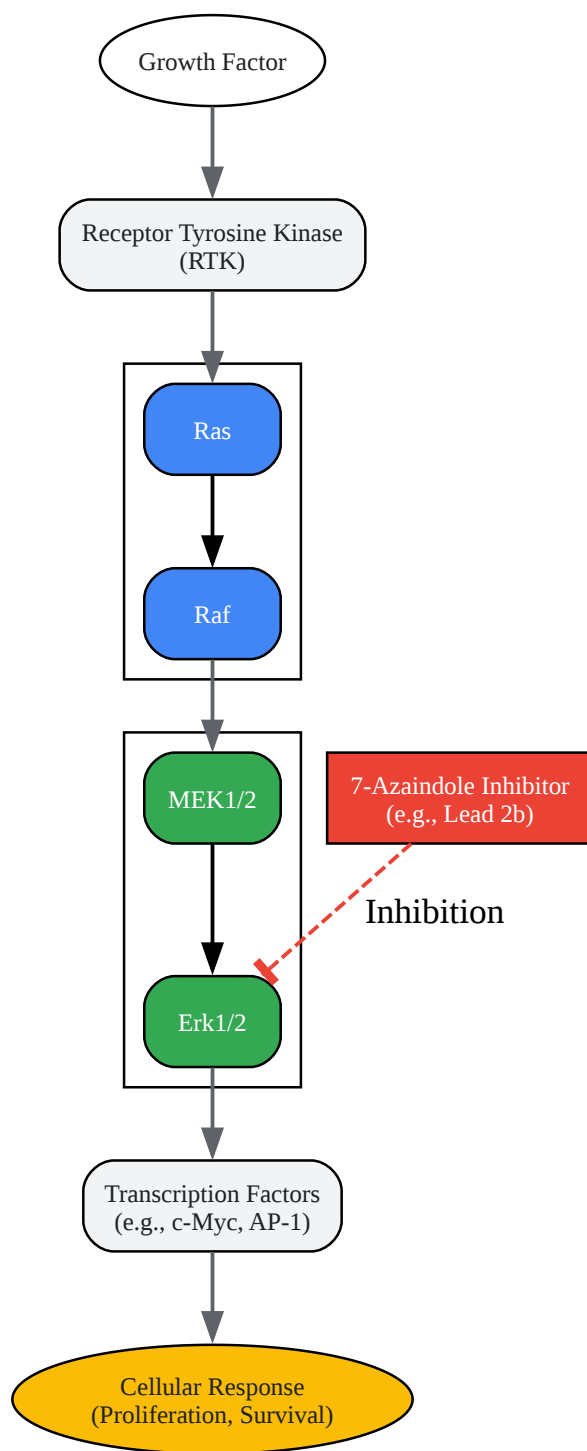 Growth Factor
Receptor Tyrosine Kinase
(RTK)
Ras
Raf
MEK1/2
7-Azaindole Inhibitor
(e.g., Lead 2b)
Inhibition
Erk1/2
Transcription Factors
(e.g., c-Myc, AP-1)
Cellular Response
(Proliferation, Survival)